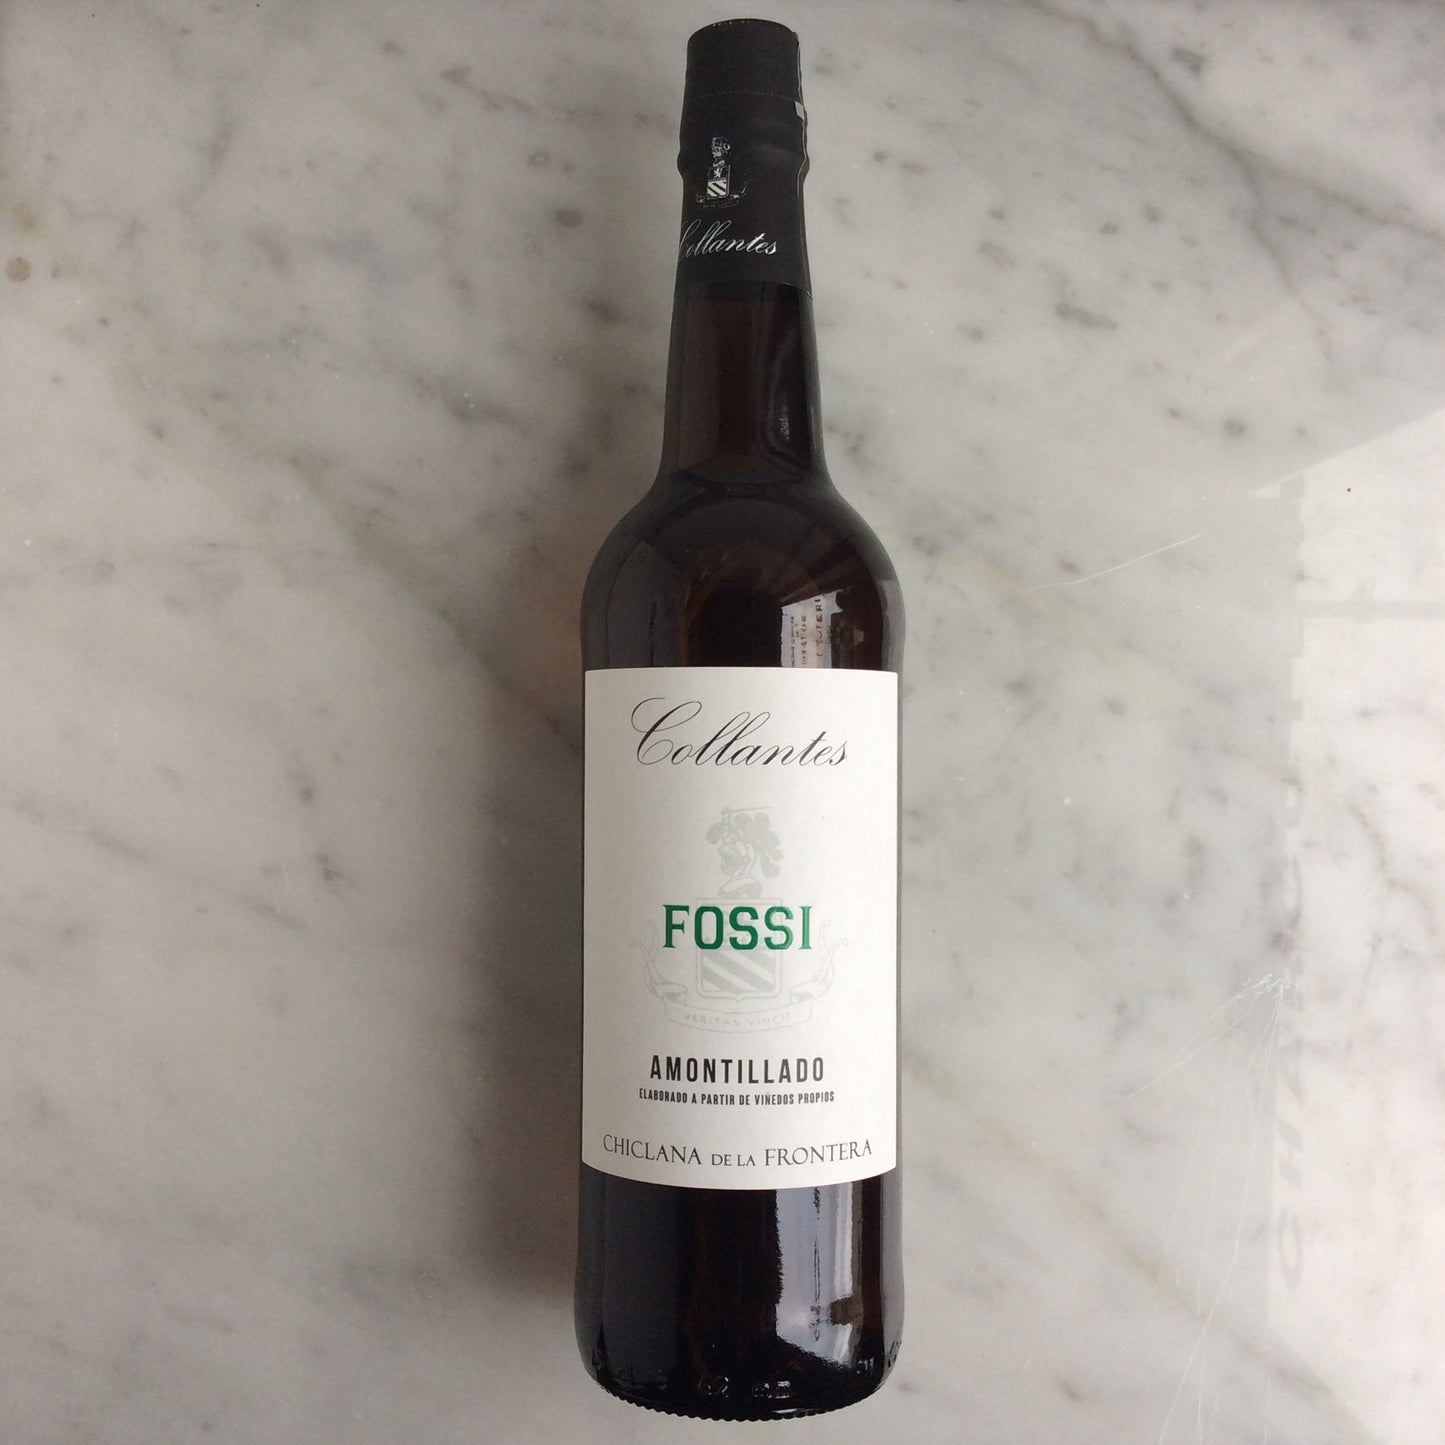 Collantes
Collantes
FOSSI
VERITAS VINCIT
AMONTILLADO
ELABORADO A PARTIR DE VIÑEDOS PROPIOS
CHICLANA DE LA FRONTERA